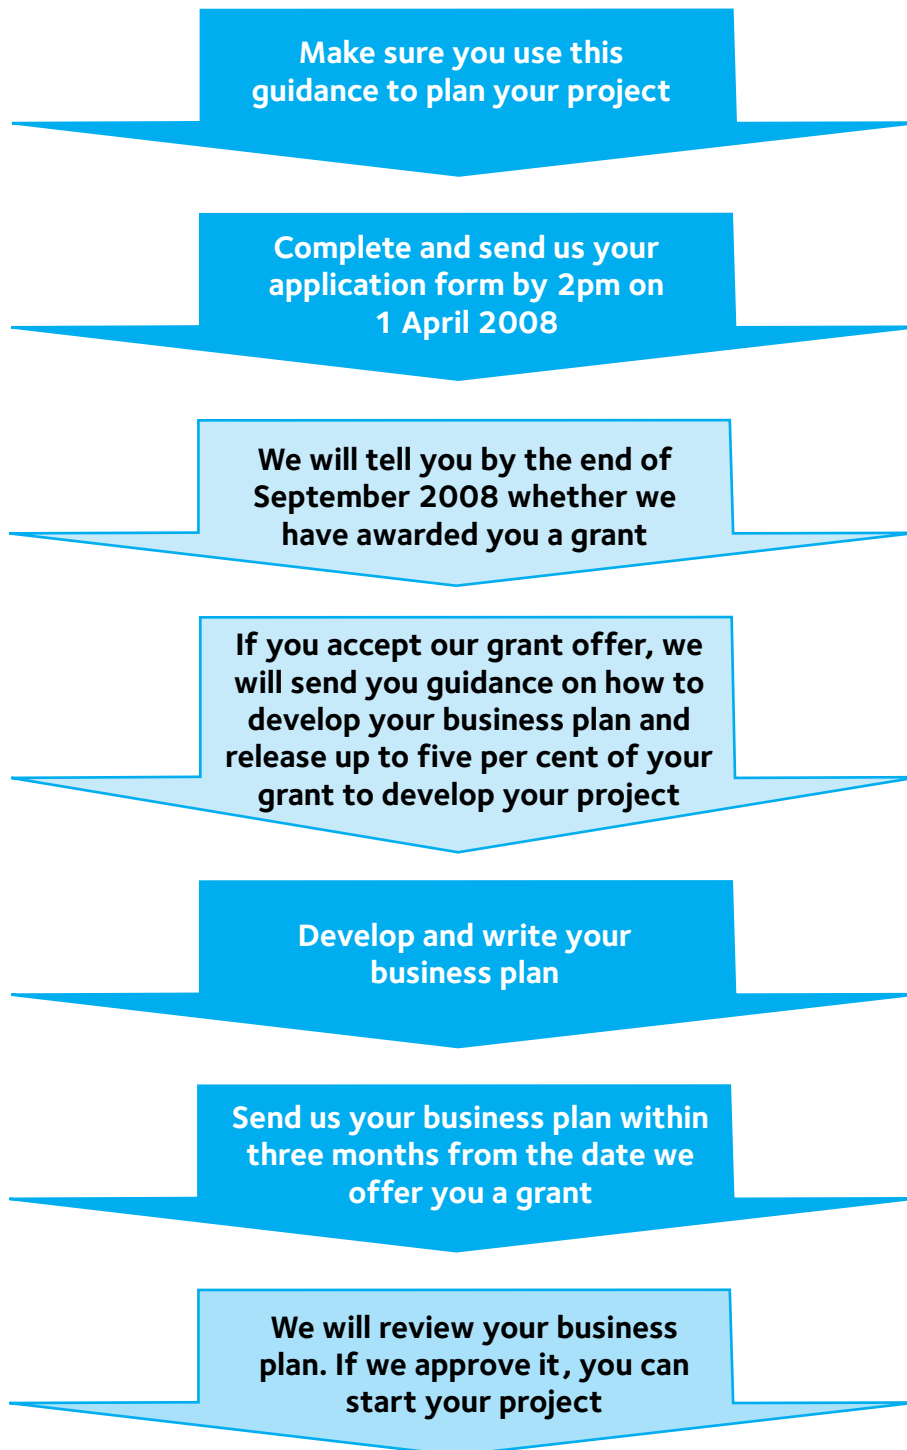 Make sure you use this
guidance to plan your project
Complete and send us your
application form by 2pm on
1 April 2008
We will tell you by the end of
September 2008 whether we
have awarded you a grant
If you accept our grant offer, we
will send you guidance on how to
develop your business plan and
release up to five per cent of your
grant to develop your project
Develop and write your
business plan
Send us your business plan within
three months from the date we
offer you a grant
We will review your business
plan. If we approve it, you can
start your project